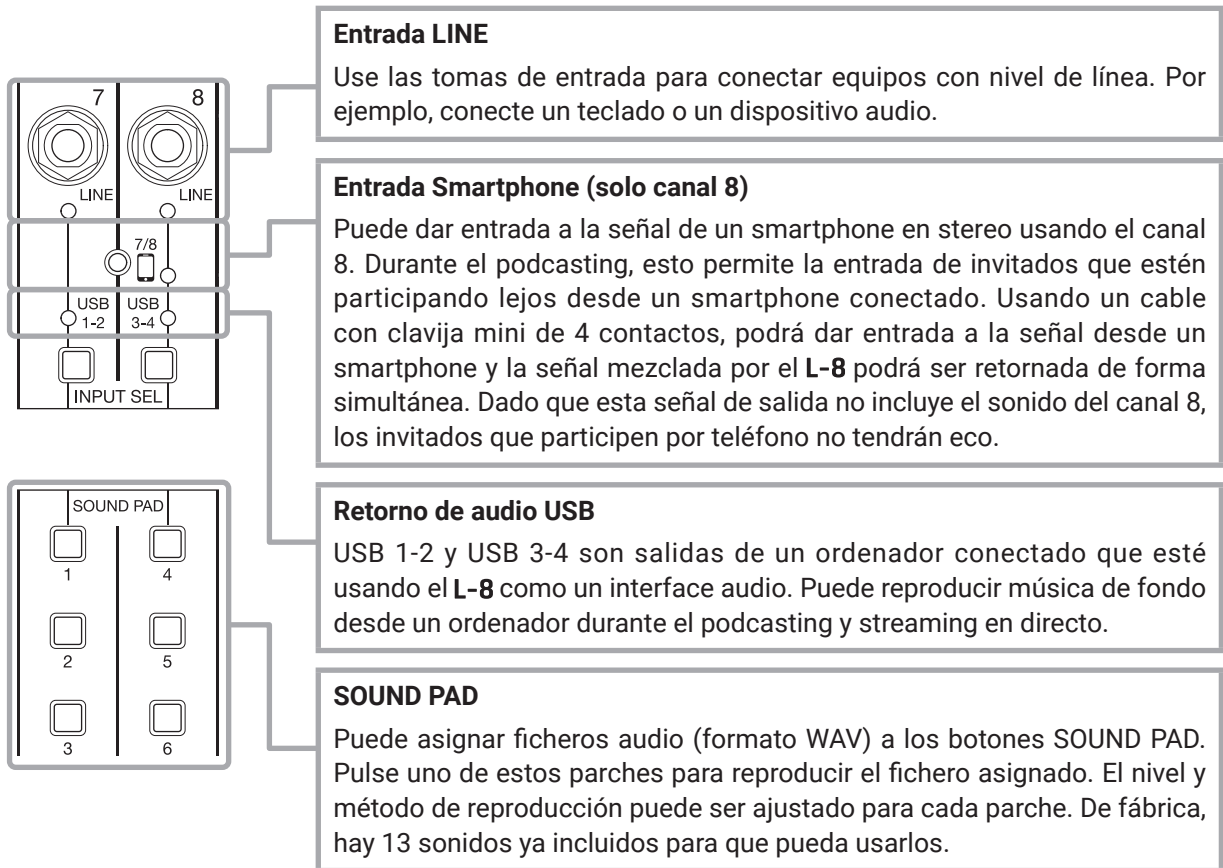 Entrada LINE
Use las tomas de entrada para conectar equipos con nivel de línea. Por
ejemplo, conecte un teclado o un dispositivo audio.
7 8
LINE LINE
7/8
USB USB
1-2 3-4
INPUT SEL
Entrada Smartphone (solo canal 8)
Puede dar entrada a la señal de un smartphone en stereo usando el canal
8. Durante el podcasting, esto permite la entrada de invitados que estén
participando lejos desde un smartphone conectado. Usando un cable
con clavija mini de 4 contactos, podrá dar entrada a la señal desde un
smartphone y la señal mezclada por el L-8 podrá ser retornada de forma
simultánea. Dado que esta señal de salida no incluye el sonido del canal 8,
los invitados que participen por teléfono no tendrán eco.
Retorno de audio USB
USB 1-2 y USB 3-4 son salidas de un ordenador conectado que esté
usando el L-8 como un interface audio. Puede reproducir música de fondo
desde un ordenador durante el podcasting y streaming en directo.
SOUND PAD
1 4
2 5
3 6
SOUND PAD
Puede asignar ficheros audio (formato WAV) a los botones SOUND PAD.
Pulse uno de estos parches para reproducir el fichero asignado. El nivel y
método de reproducción puede ser ajustado para cada parche. De fábrica,
hay 13 sonidos ya incluidos para que pueda usarlos.